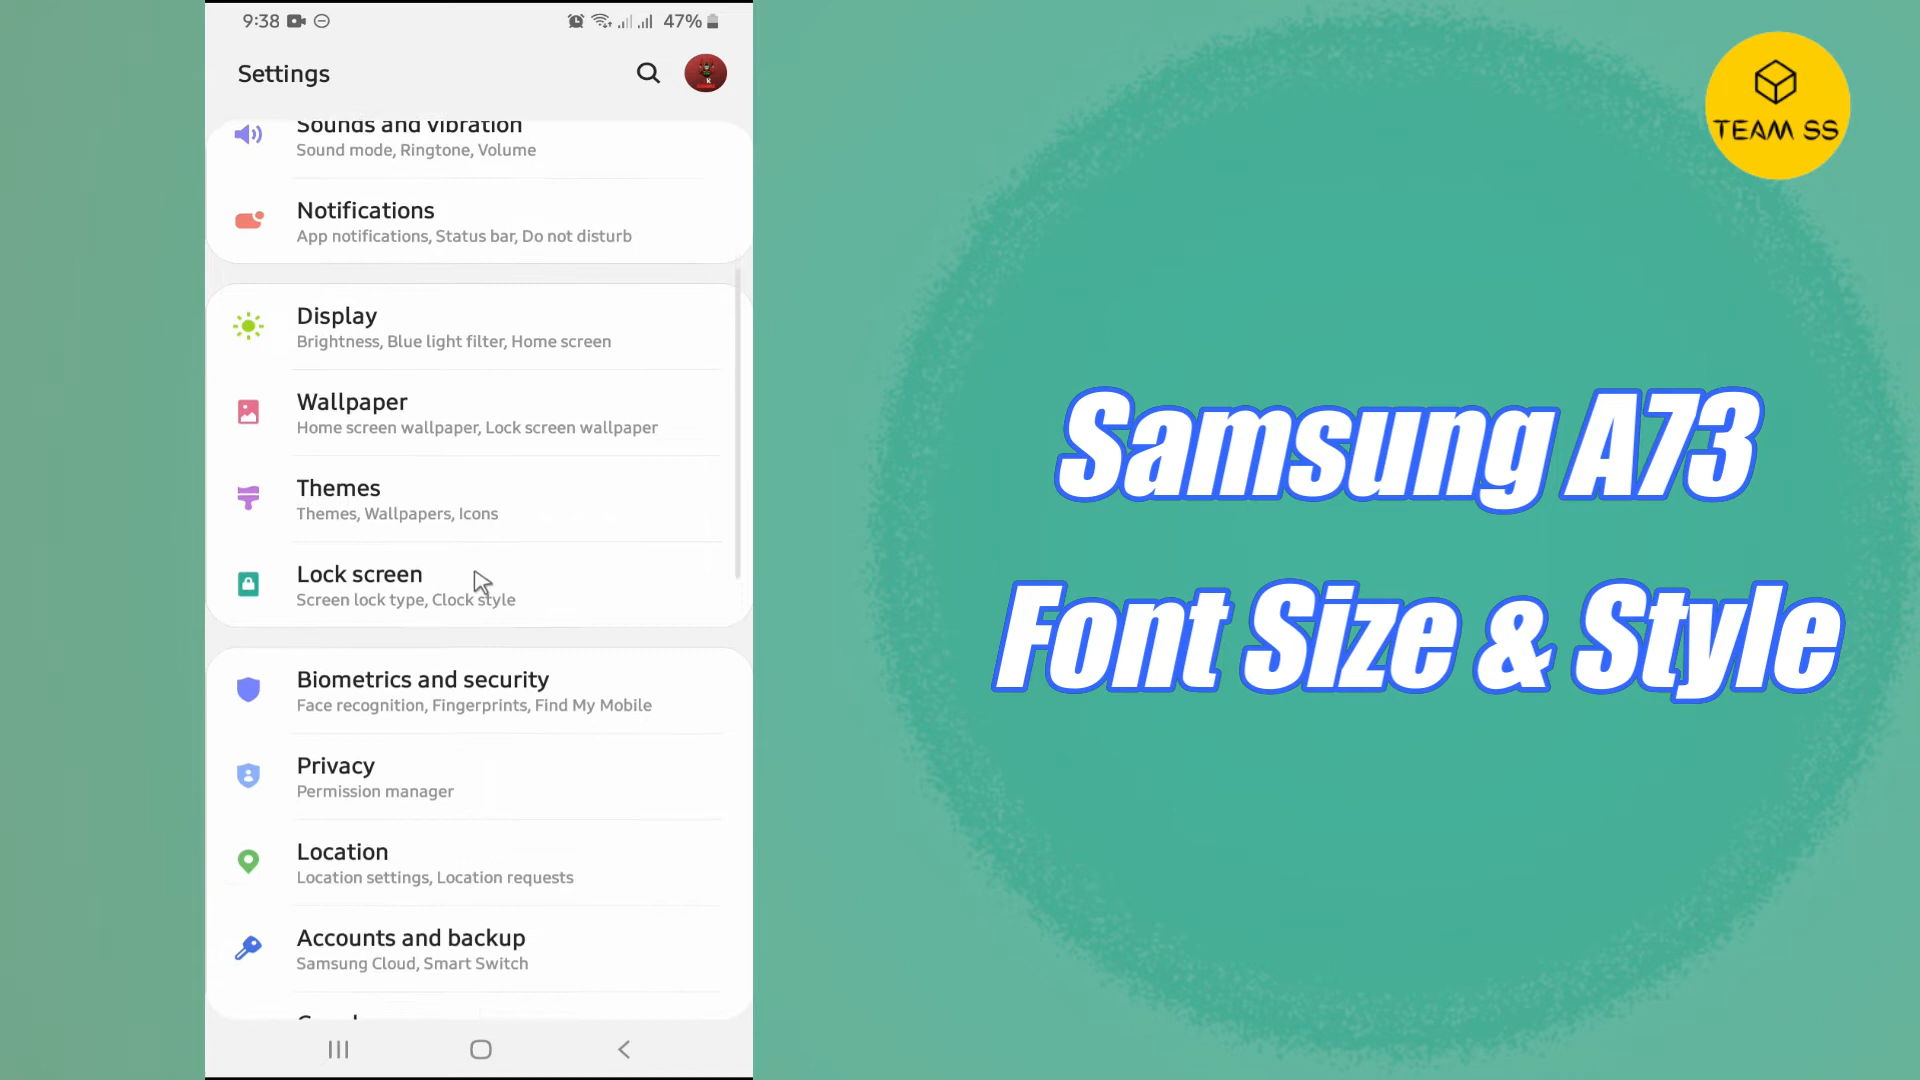 9:38
47%
Settings
Sounds and vibration
Sound mode, Ringtone, Volume
Notifications
App notifications, Status bar, Do not disturb
Display
Brightness, Blue light filter, Home screen
Wallpaper
Home screen wallpaper, Lock screen wallpaper
Themes
Themes, Wallpapers, Icons
Lock screen
Screen lock type, Clock style
Biometrics and security
Face recognition, Fingerprints, Find My Mobile
Privacy
Permission manager
Location
Location settings, Location requests
Accounts and backup
Samsung Cloud, Smart Switch
TEAM SS
Samsung A73
Font Size & Style